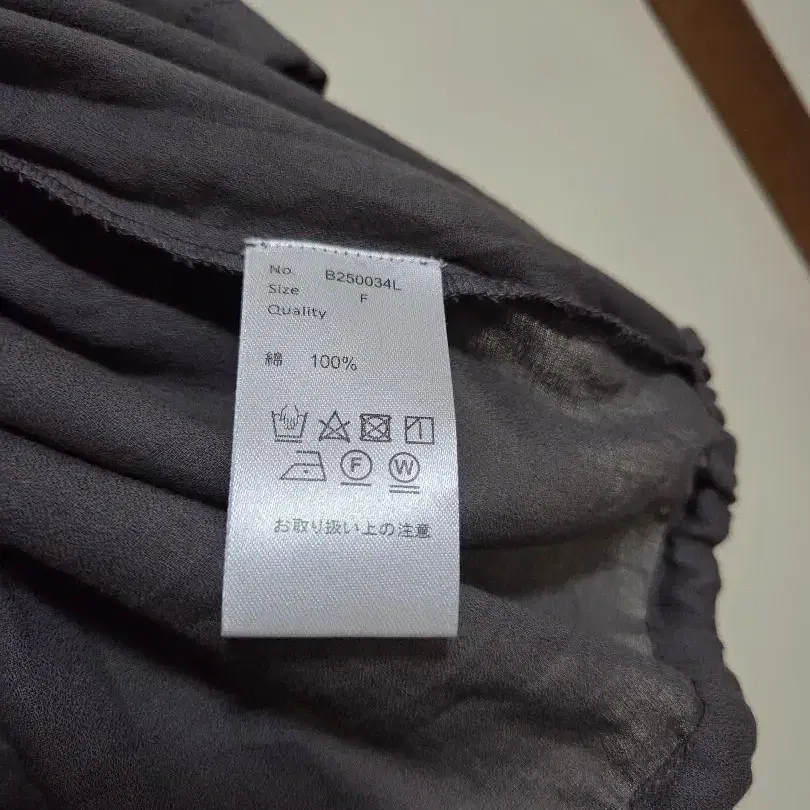 No. B250034L
Size F
Quality
綿 100%
F W
お取り扱い上の注意